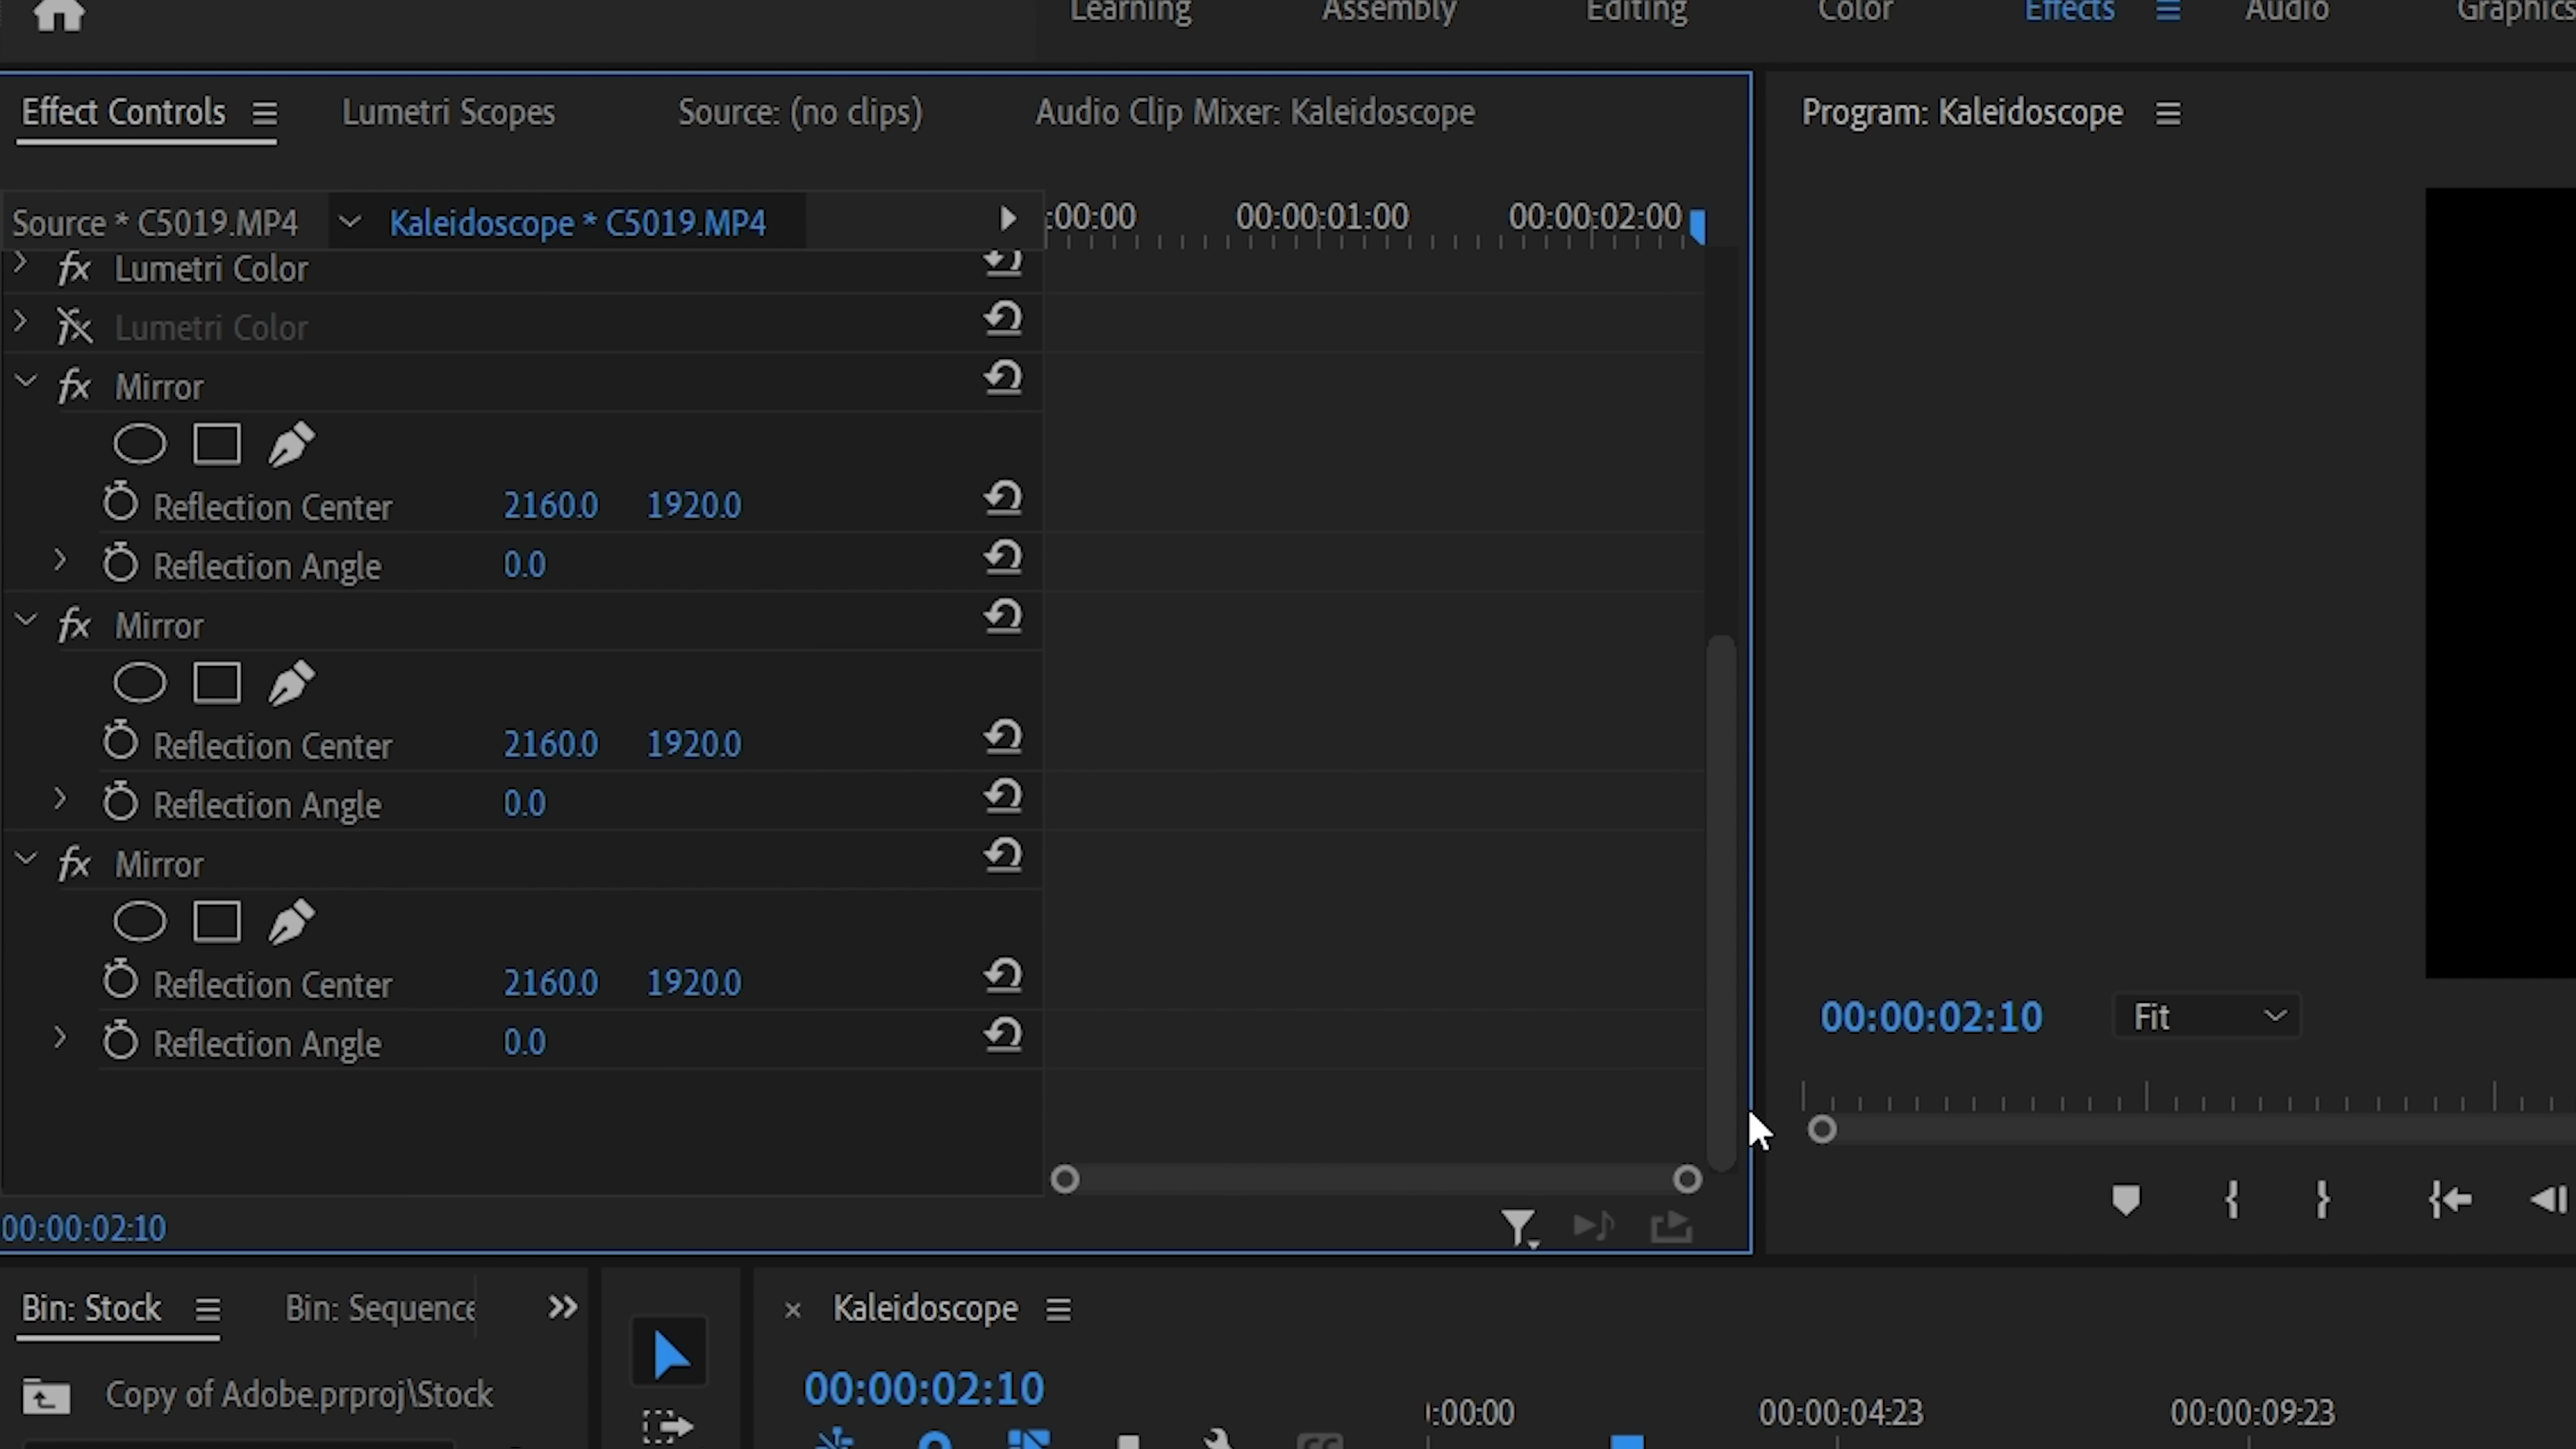 Learning Assembly Editing Color Effects Audio Graphics
Effect Controls Lumetri Scopes Source: (no clips) Audio Clip Mixer: Kaleidoscope
Program: Kaleidoscope
Source * C5019.MP4 Kaleidoscope * C5019.MP4
:00:00 00:00:01:00 00:00:02:00
fx Lumetri Color
fx Lumetri Color
fx Mirror
Reflection Center 2160.0 1920.0
Reflection Angle 0.0
fx Mirror
Reflection Center 2160.0 1920.0
Reflection Angle 0.0
fx Mirror
Reflection Center 2160.0 1920.0
Reflection Angle 0.0
00:00:02:10 Fit
00:00:02:10
Bin: Stock Bin: Sequence
Kaleidoscope
Copy of Adobe.prproj\Stock
00:00:02:10
:00:00 00:00:04:23 00:00:09:23